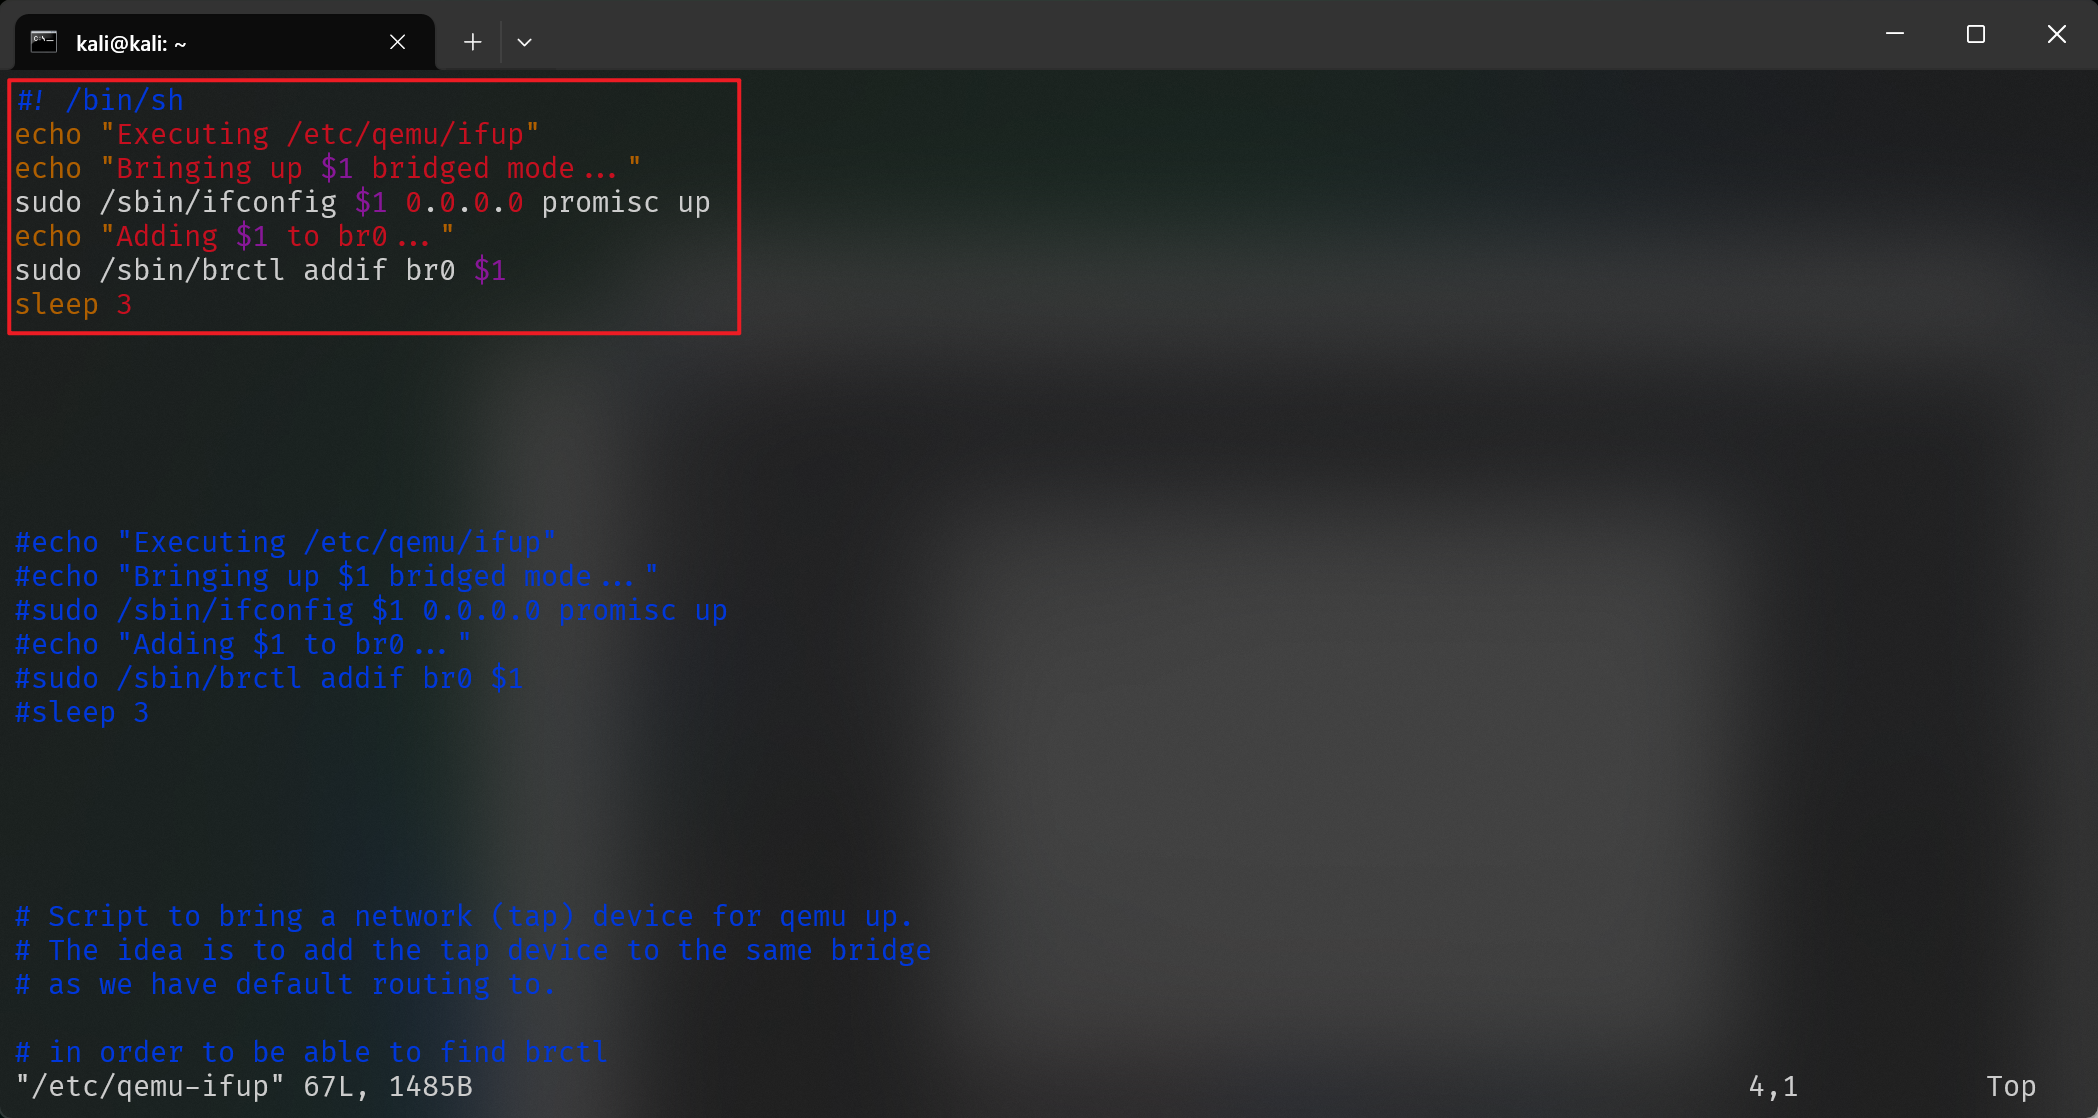 kali@kali: ~
#! /bin/sh
echo "Executing /etc/qemu/ifup"
echo "Bringing up $1 bridged mode..."
sudo /sbin/ifconfig $1 0.0.0.0 promisc up
echo "Adding $1 to br0..."
sudo /sbin/brctl addif br0 $1
sleep 3
#echo "Executing /etc/qemu/ifup"
#echo "Bringing up $1 bridged mode..."
#sudo /sbin/ifconfig $1 0.0.0.0 promisc up
#echo "Adding $1 to br0..."
#sudo /sbin/brctl addif br0 $1
#sleep 3
# Script to bring a network (tap) device for qemu up.
# The idea is to add the tap device to the same bridge
# as we have default routing to.
# in order to be able to find brctl
"/etc/qemu-ifup" 67L, 1485B 4,1 Top